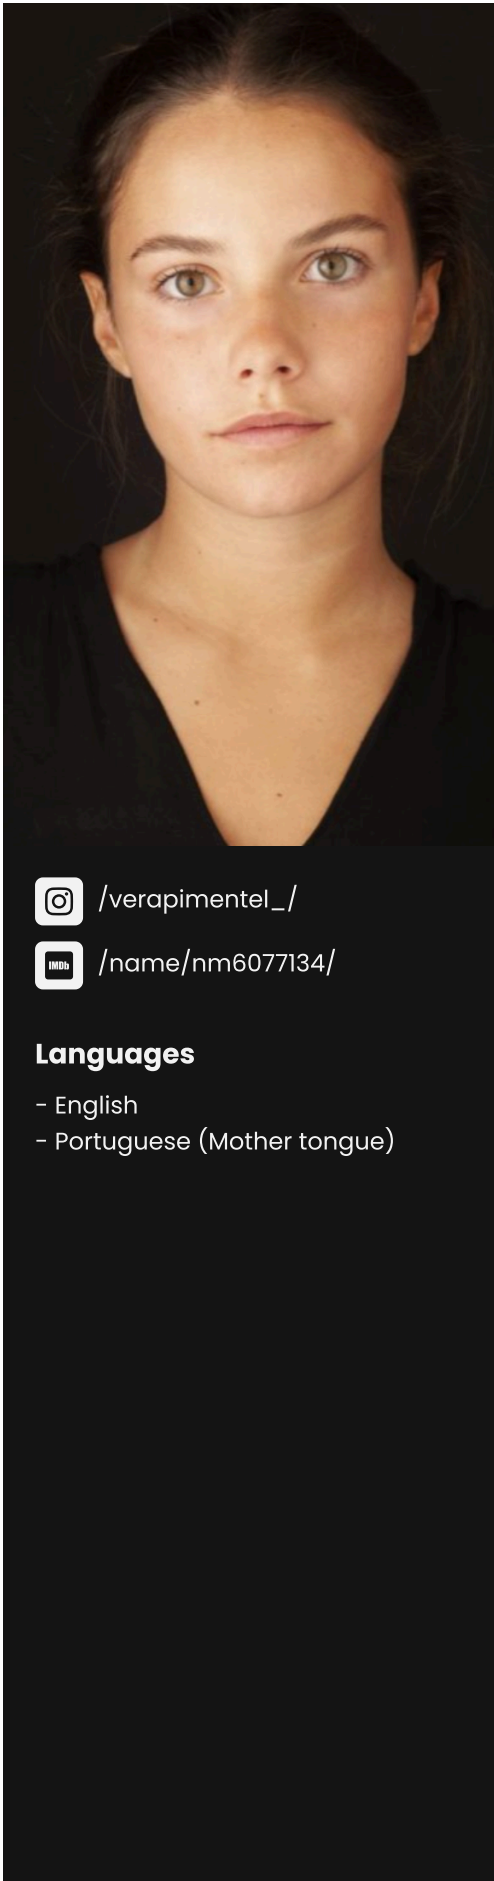 /verapimentel_/
IMDb
/name/nm6077134/
Languages
- English
- Portuguese (Mother tongue)